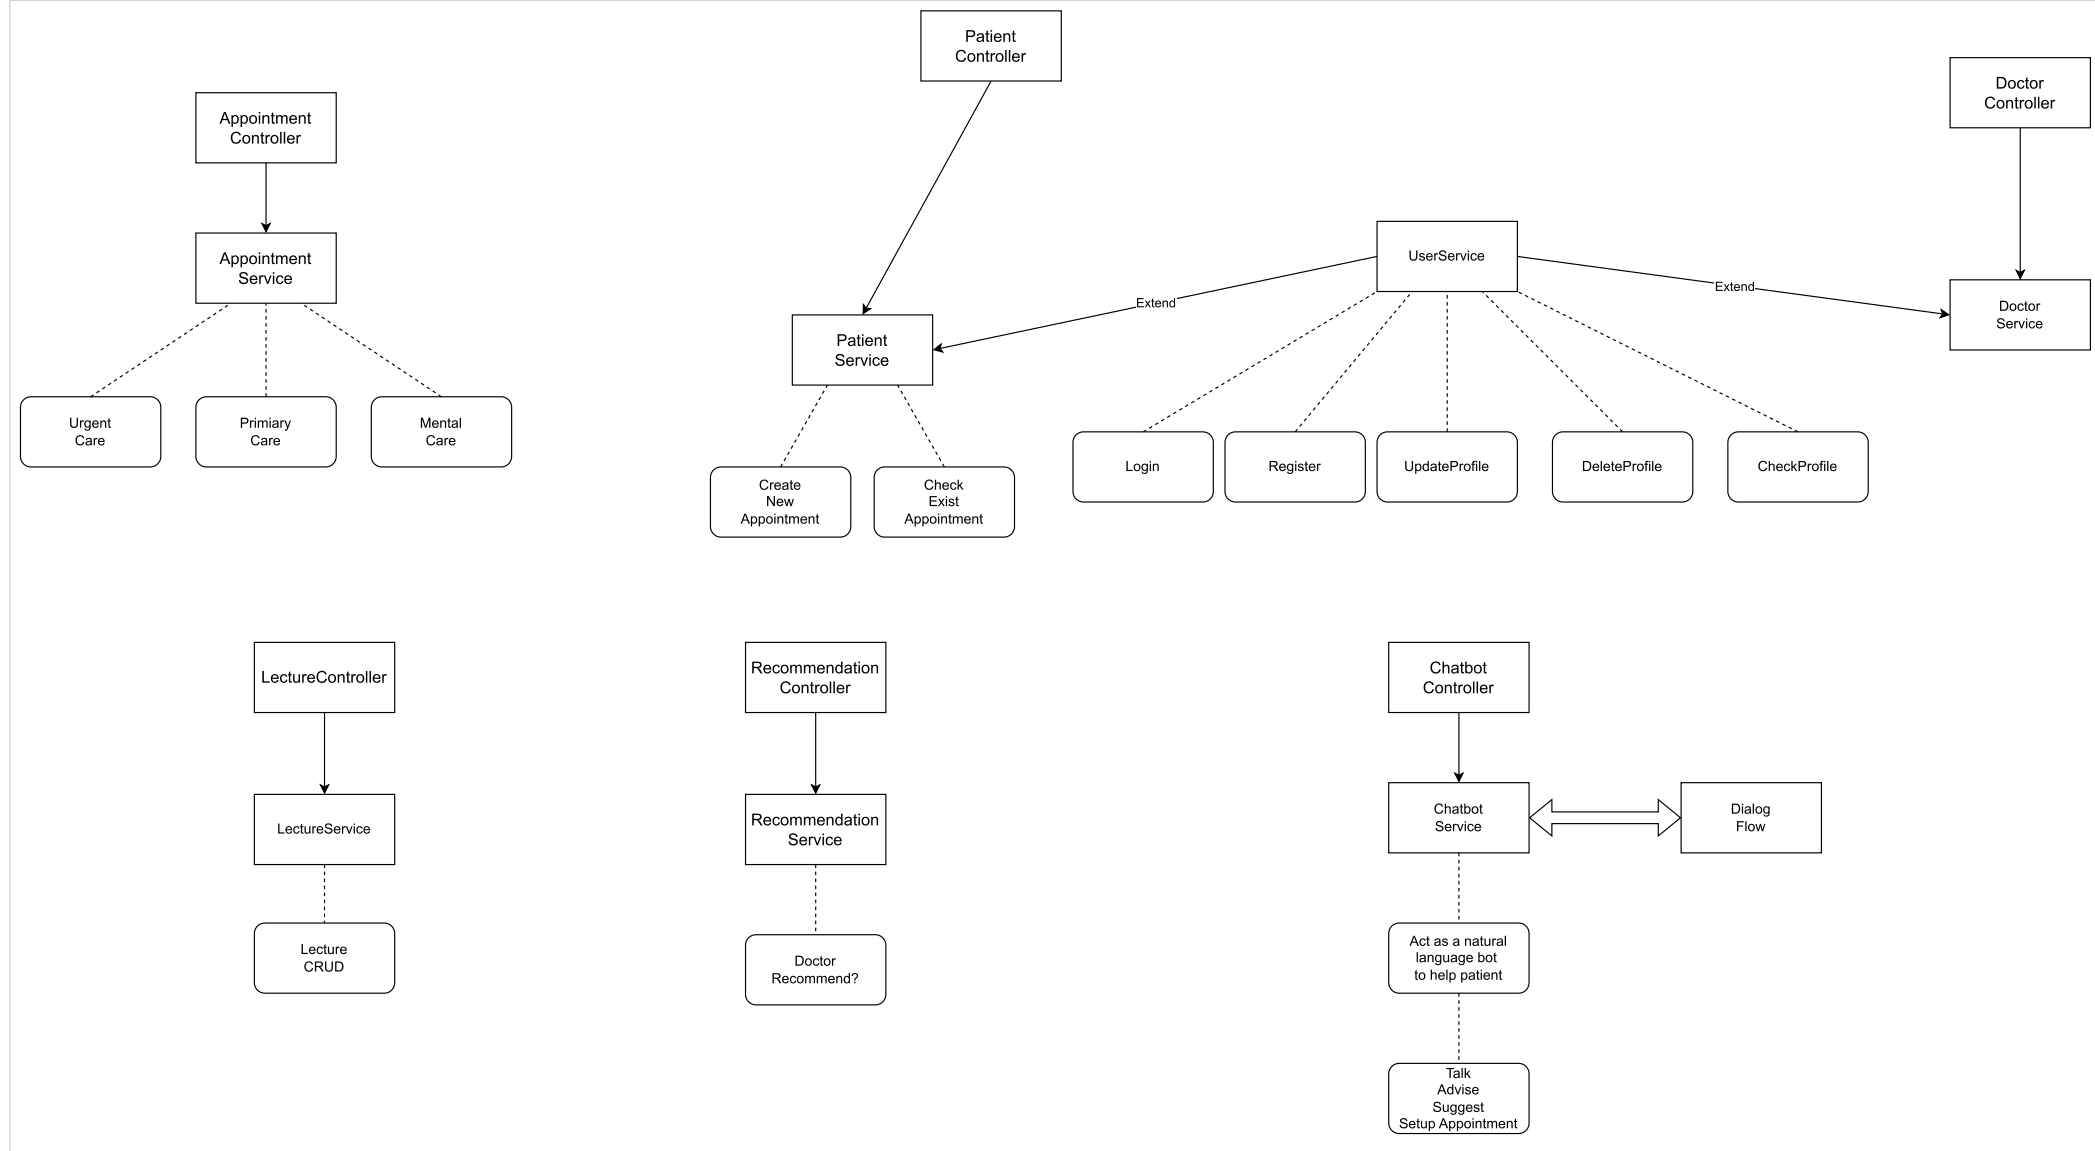 Patient
Controller
Doctor
Controller
Appointment
Controller
UserService
Appointment
Service
Extend
Extend
Doctor
Service
Patient
Service
Urgent
Care
Primiary
Care
Mental
Care
Login
Register
UpdateProfile
DeleteProfile
CheckProfile
Create
New
Appointment
Check
Exist
Appointment
LectureController
Recommendation
Controller
Chatbot
Controller
LectureService
Recommendation
Service
Chatbot
Service
Dialog
Flow
Lecture
CRUD
Doctor
Recommend?
Act as a natural
language bot
to help patient
Talk
Advise
Suggest
Setup Appointment